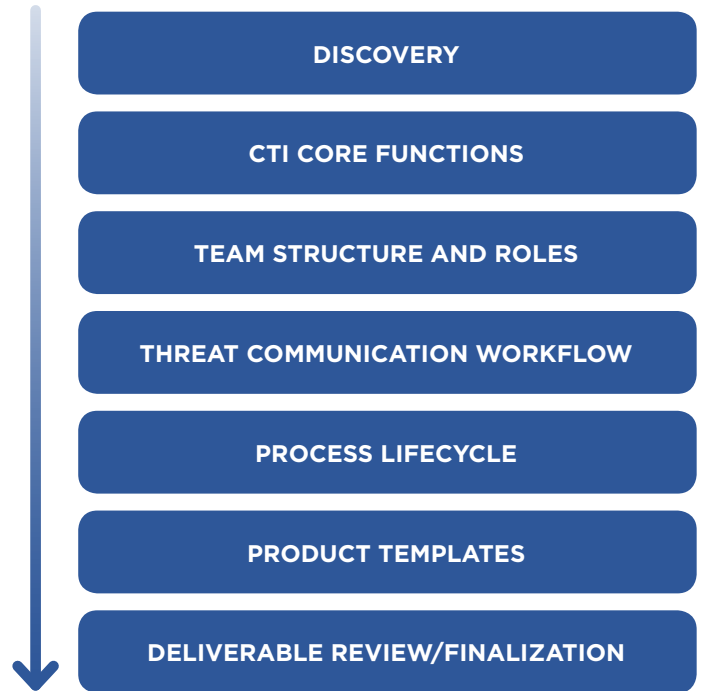 DISCOVERY
CTI CORE FUNCTIONS
TEAM STRUCTURE AND ROLES
THREAT COMMUNICATION WORKFLOW
PROCESS LIFECYCLE
PRODUCT TEMPLATES
DELIVERABLE REVIEW/FINALIZATION